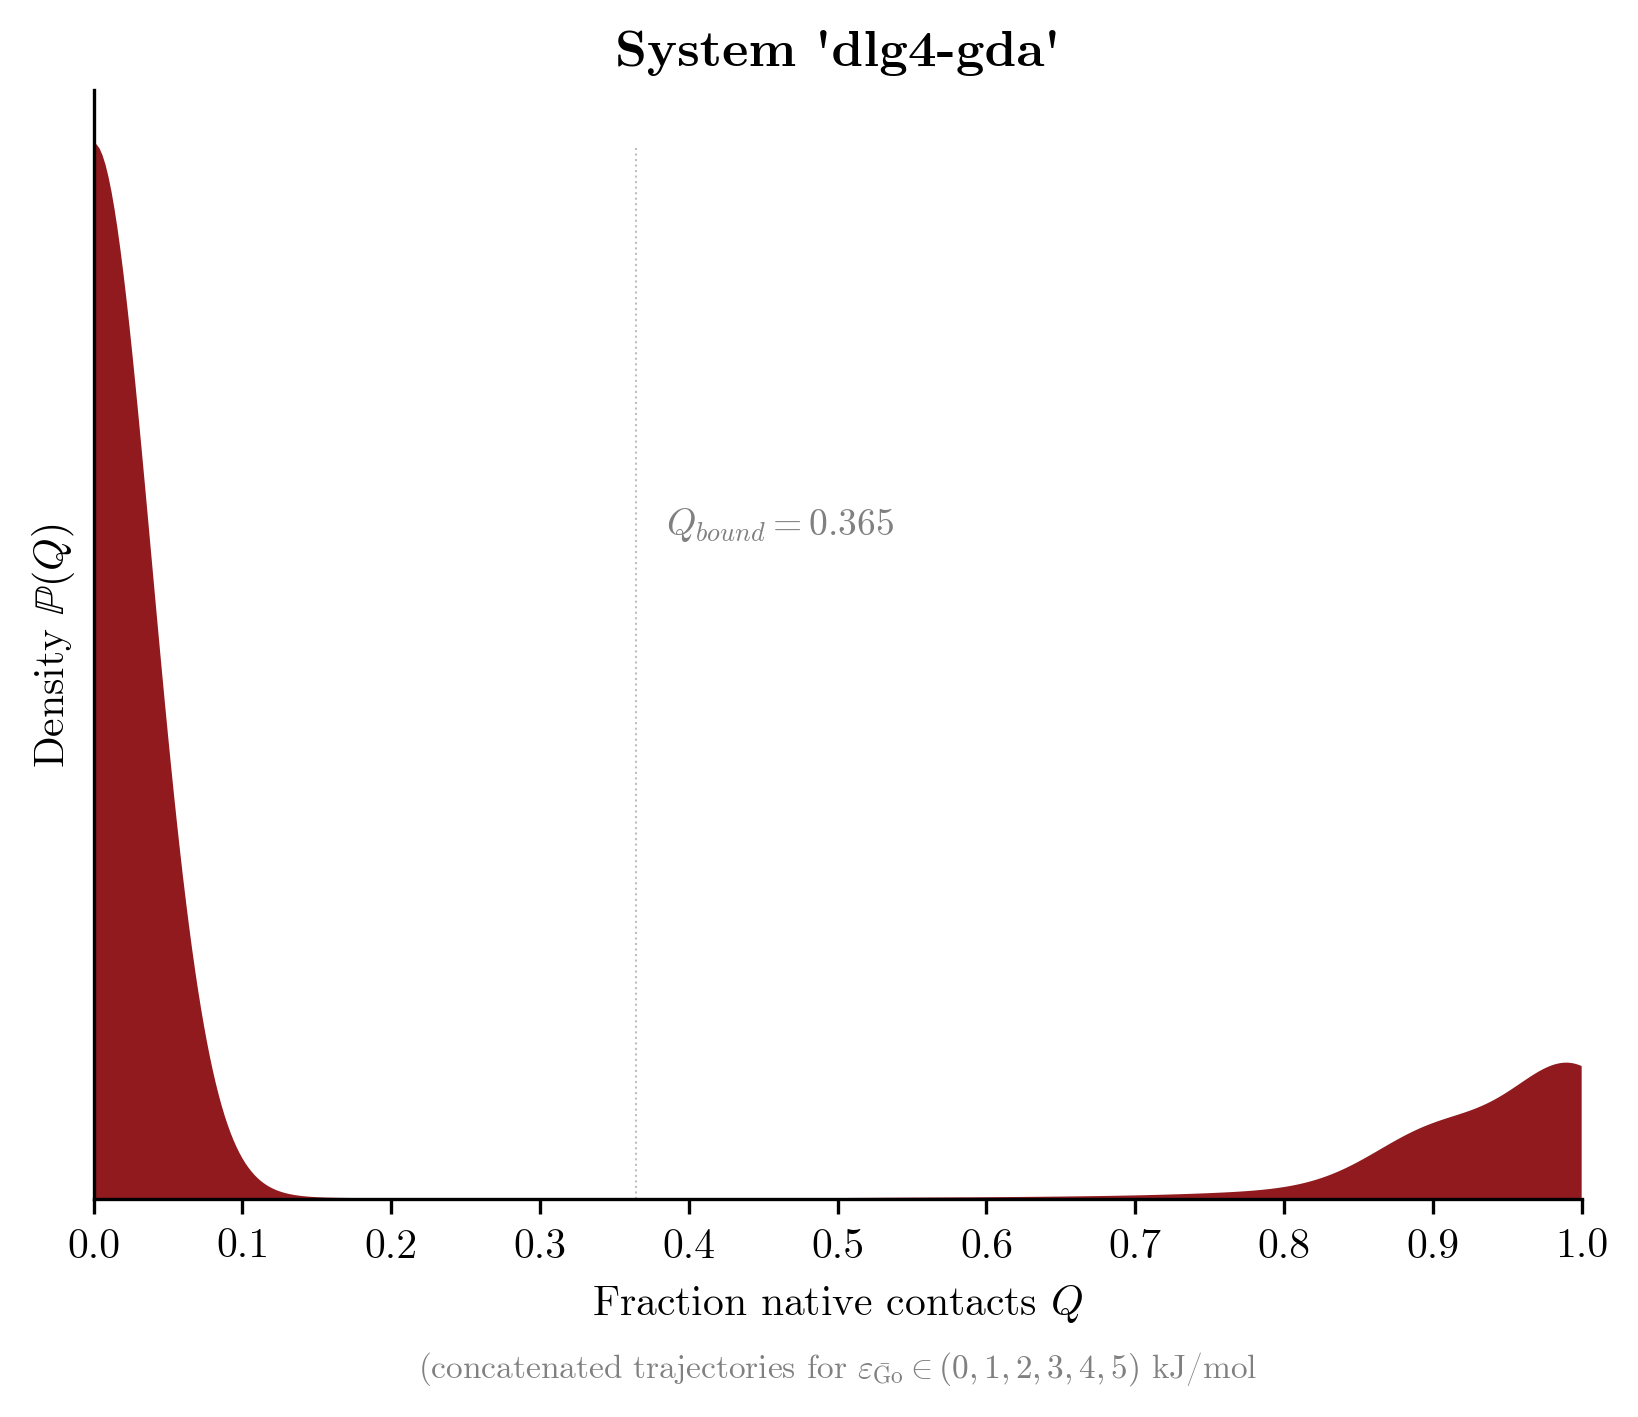 System 'dlg4-gda'
Density ℙ(Q)
Q_bound = 0.365
0.0 0.1 0.2 0.3 0.4 0.5 0.6 0.7 0.8 0.9 1.0
Fraction native contacts Q
(concatenated trajectories for ε_Ḡo ∈ (0, 1, 2, 3, 4, 5) kJ/mol